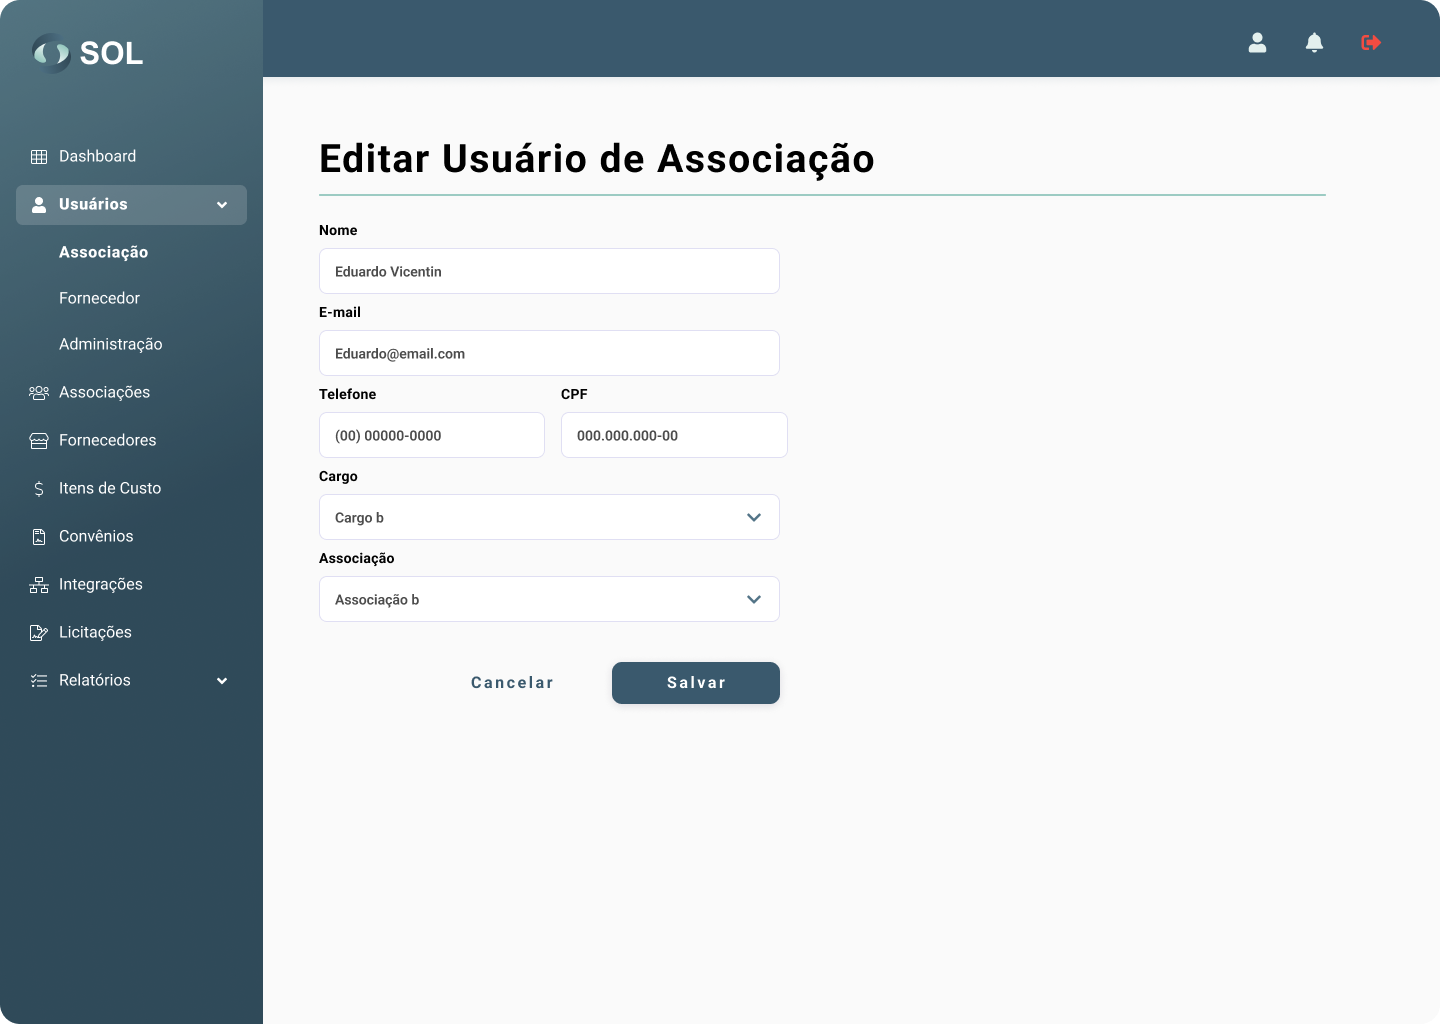 SOL
Dashboard
Usuários
Associação
Fornecedor
Administração
Associações
Fornecedores
Itens de Custo
Convênios
Integrações
Licitações
Relatórios
Editar Usuário de Associação
Nome
Eduardo Vicentin
E-mail
Eduardo@email.com
Telefone
(00) 00000-0000
CPF
000.000.000-00
Cargo
Cargo b
Associação
Associação b
Cancelar
Salvar